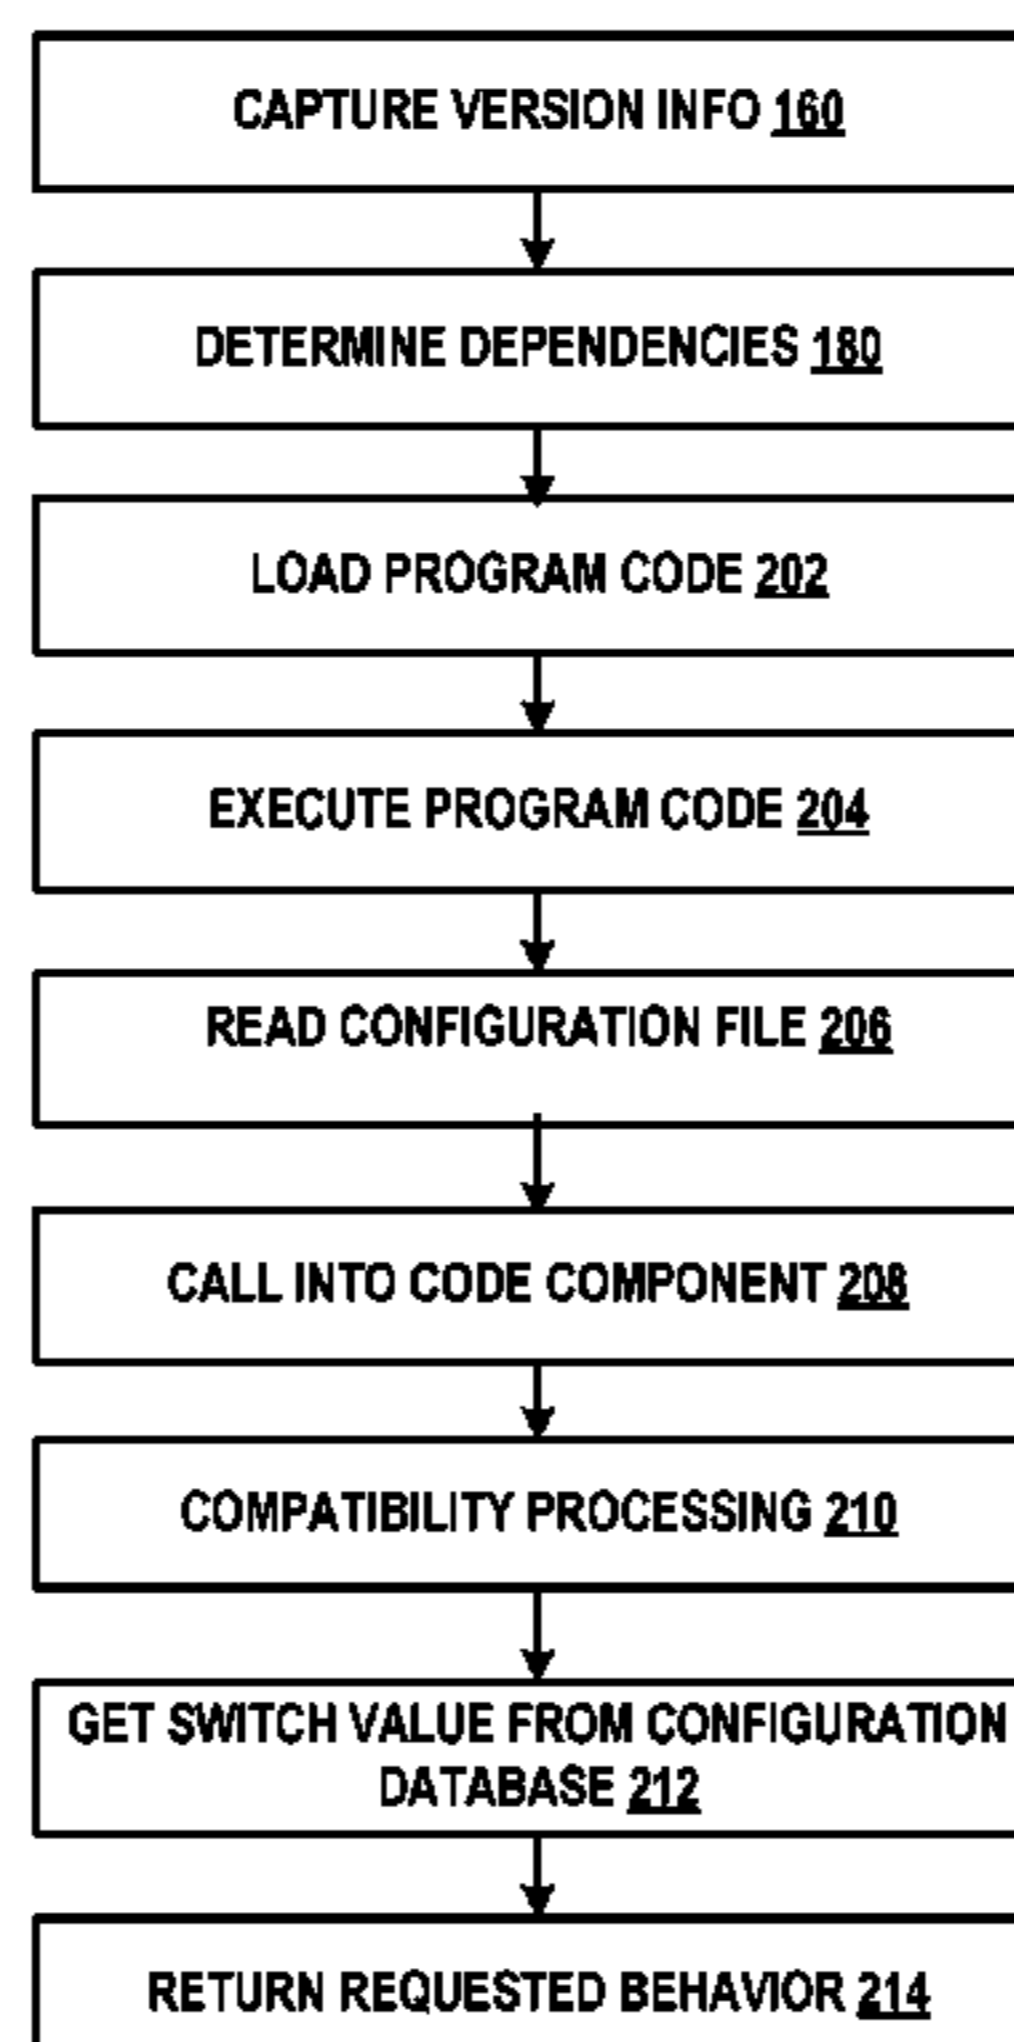 CAPTURE VERSION INFO 160
DETERMINE DEPENDENCIES 180
LOAD PROGRAM CODE 202
EXECUTE PROGRAM CODE 204
READ CONFIGURATION FILE 206
CALL INTO CODE COMPONENT 208
COMPATIBILITY PROCESSING 210
GET SWITCH VALUE FROM CONFIGURATION
DATABASE 212
RETURN REQUESTED BEHAVIOR 214